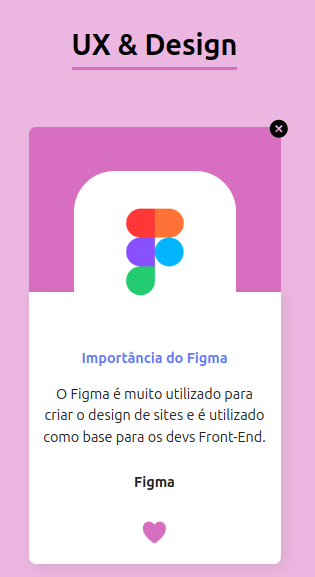 UX & Design
Importância do Figma
O Figma é muito utilizado para
criar o design de sites e é utilizado
como base para os devs Front-End.
Figma